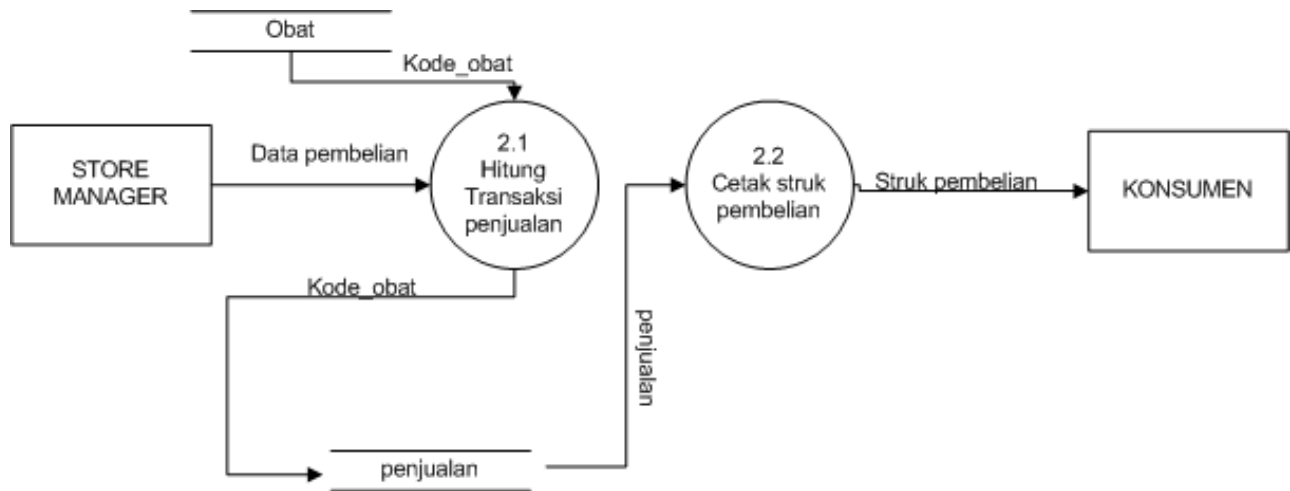 Obat
Kode_obat
STORE
MANAGER
Data pembelian
2.1
Hitung
Transaksi
penjualan
2.2
Cetak struk
pembelian
Struk pembelian
KONSUMEN
Kode_obat
penjualan
penjualan